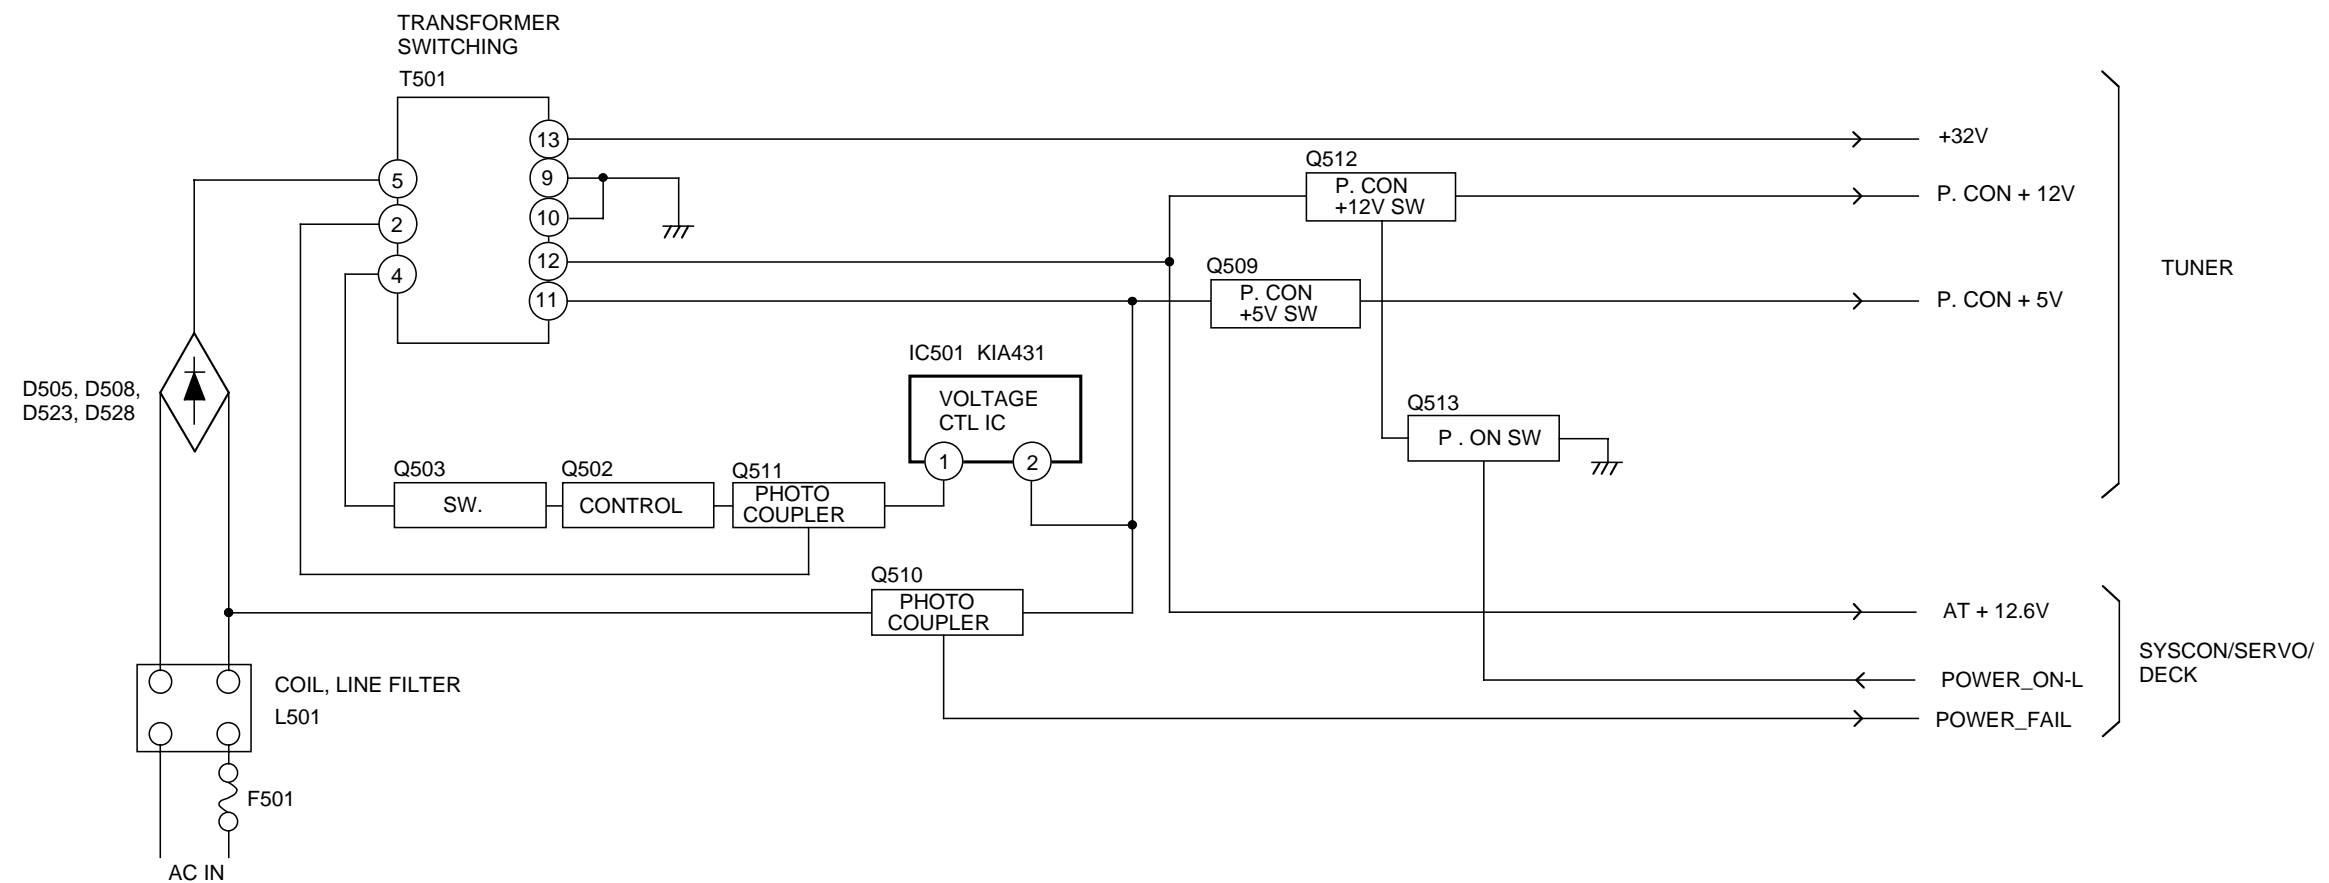 TRANSFORMER
SWITCHING
T501
13
9
10
12
11
5
2
4
+32V
Q512
P. CON
+12V SW
P. CON + 12V
Q509
P. CON
+5V SW
P. CON + 5V
TUNER
IC501 KIA431
VOLTAGE
CTL IC
1
2
D505, D508,
D523, D528
Q513
P . ON SW
Q503
SW.
Q502
CONTROL
Q511
PHOTO
COUPLER
Q510
PHOTO
COUPLER
AT + 12.6V
POWER_ON-L
POWER_FAIL
SYSCON/SERVO/
DECK
COIL, LINE FILTER
L501
F501
AC IN